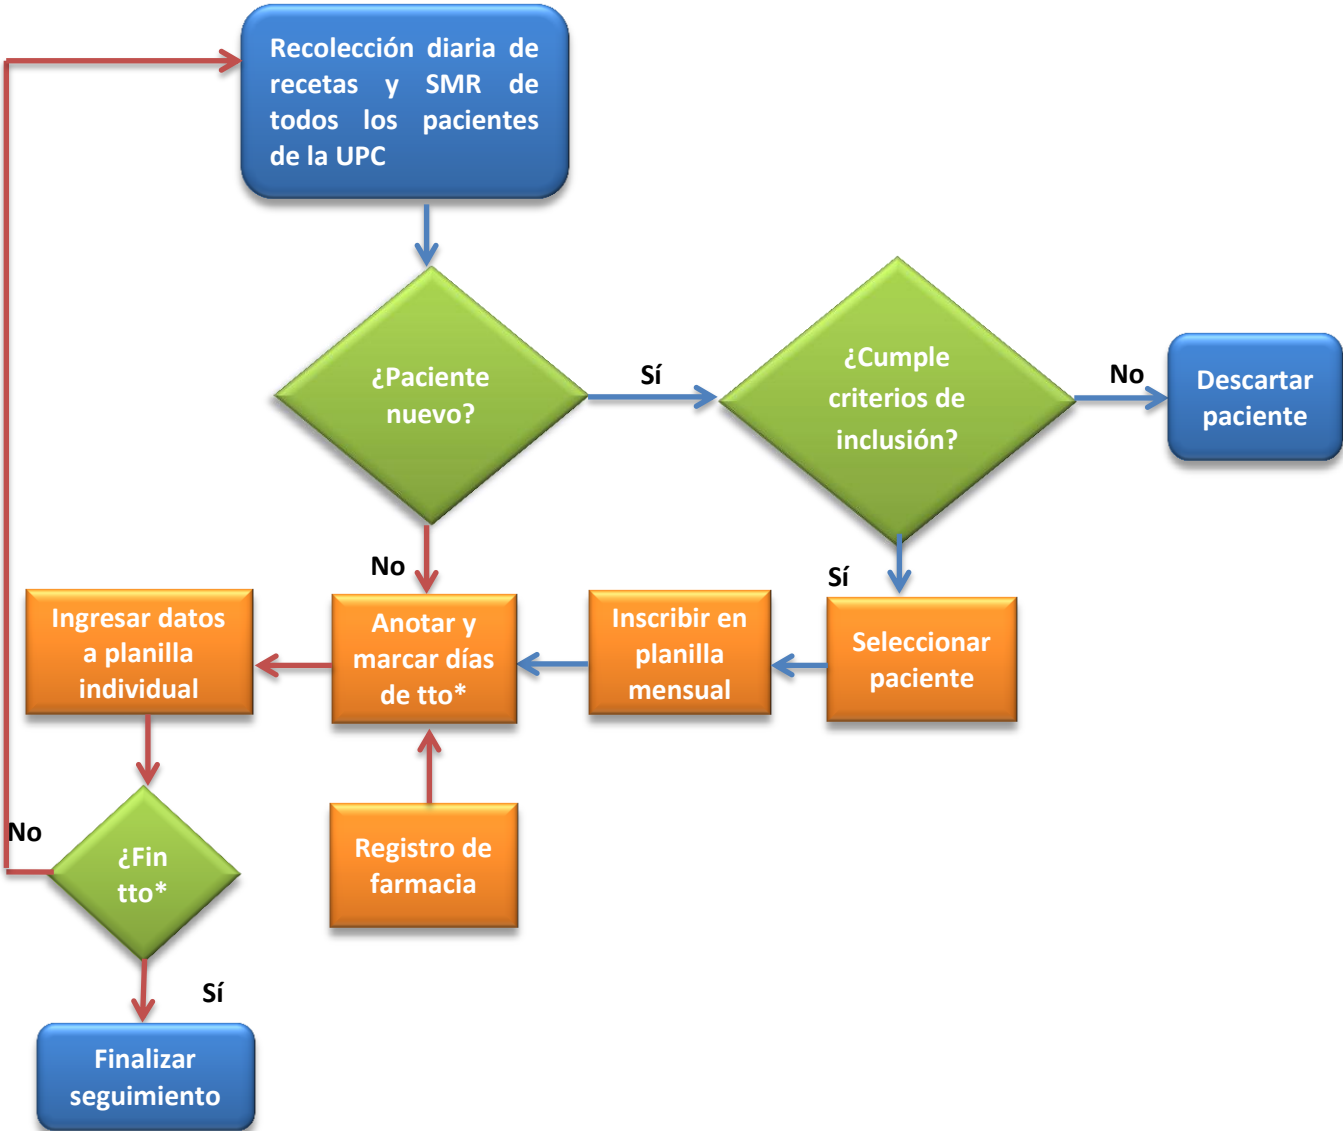 Recolección diaria de
recetas y SMR de
todos los pacientes
de la UPC
¿Paciente
nuevo?
Sí
¿Cumple
criterios de
inclusión?
No
Descartar
paciente
No
Sí
Ingresar datos
a planilla
individual
Anotar y
marcar días
de tto*
Inscribir en
planilla
mensual
Seleccionar
paciente
No
¿Fin
tto*
Registro de
farmacia
Sí
Finalizar
seguimiento